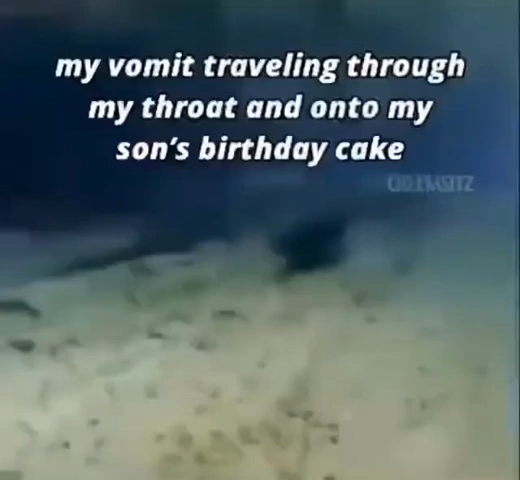 my vomit traveling through
my throat and onto my
son's birthday cake